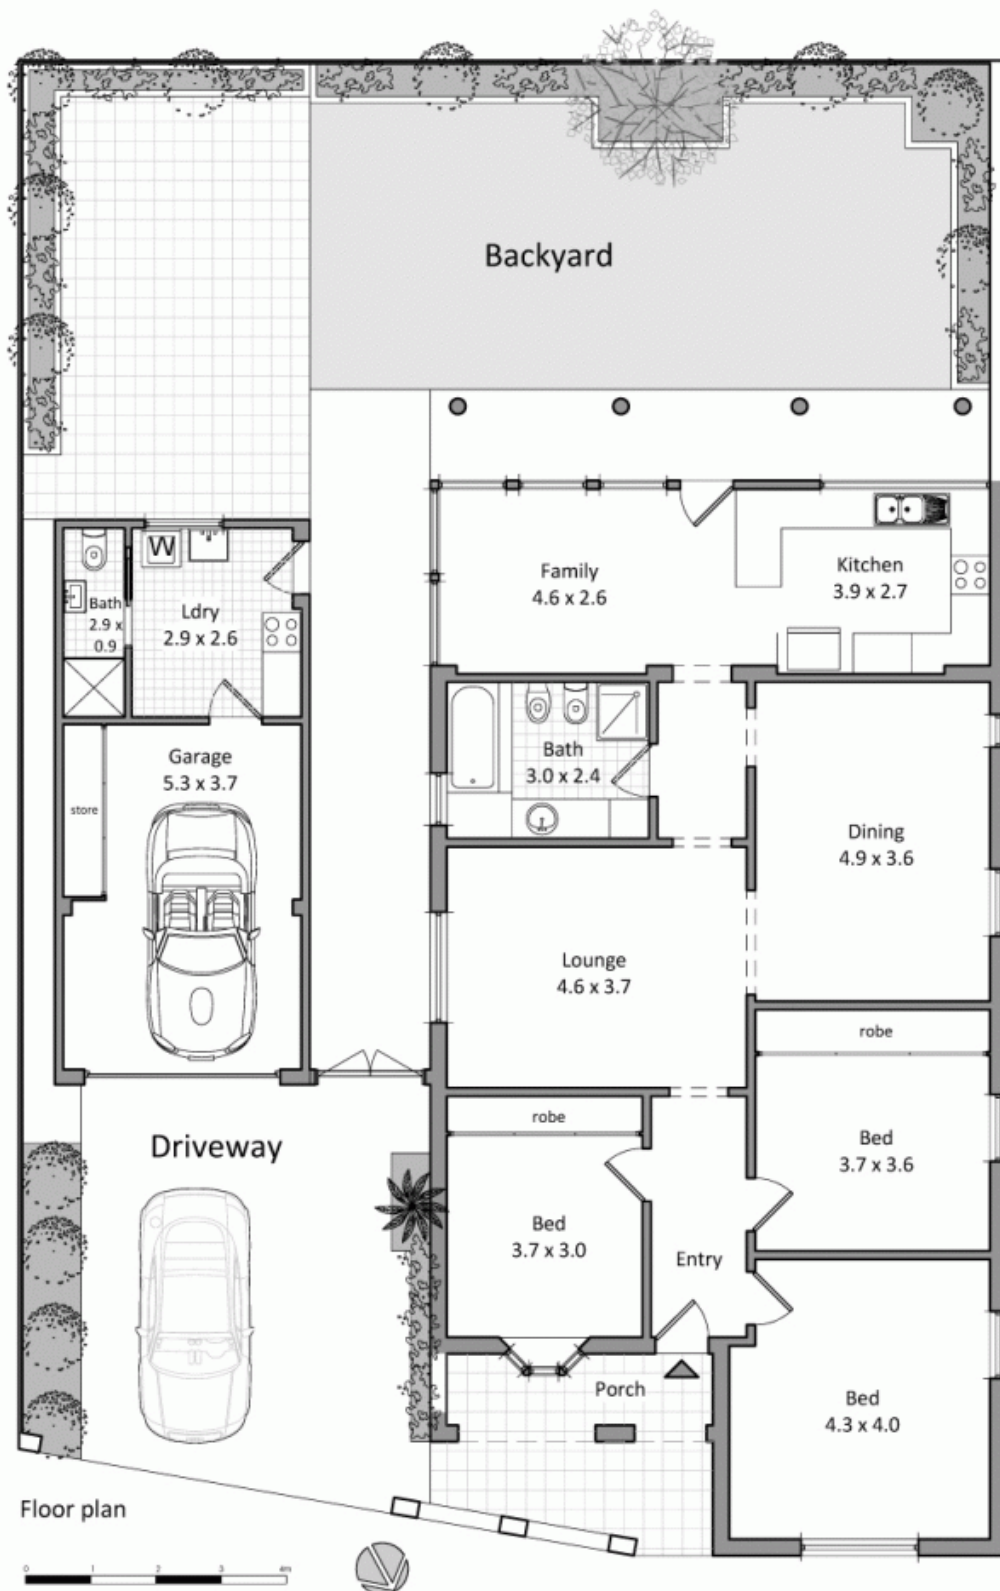 Backyard
Family
4.6 x 2.6
Kitchen
3.9 x 2.7
W
Bath
2.9 x
0.9
Ldry
2.9 x 2.6
Garage
5.3 x 3.7
store
Bath
3.0 x 2.4
Dining
4.9 x 3.6
Lounge
4.6 x 3.7
robe
robe
Driveway
Bed
3.7 x 3.6
Bed
3.7 x 3.0
Entry
Porch
Bed
4.3 x 4.0
Floor plan
0 1 2 3 4m